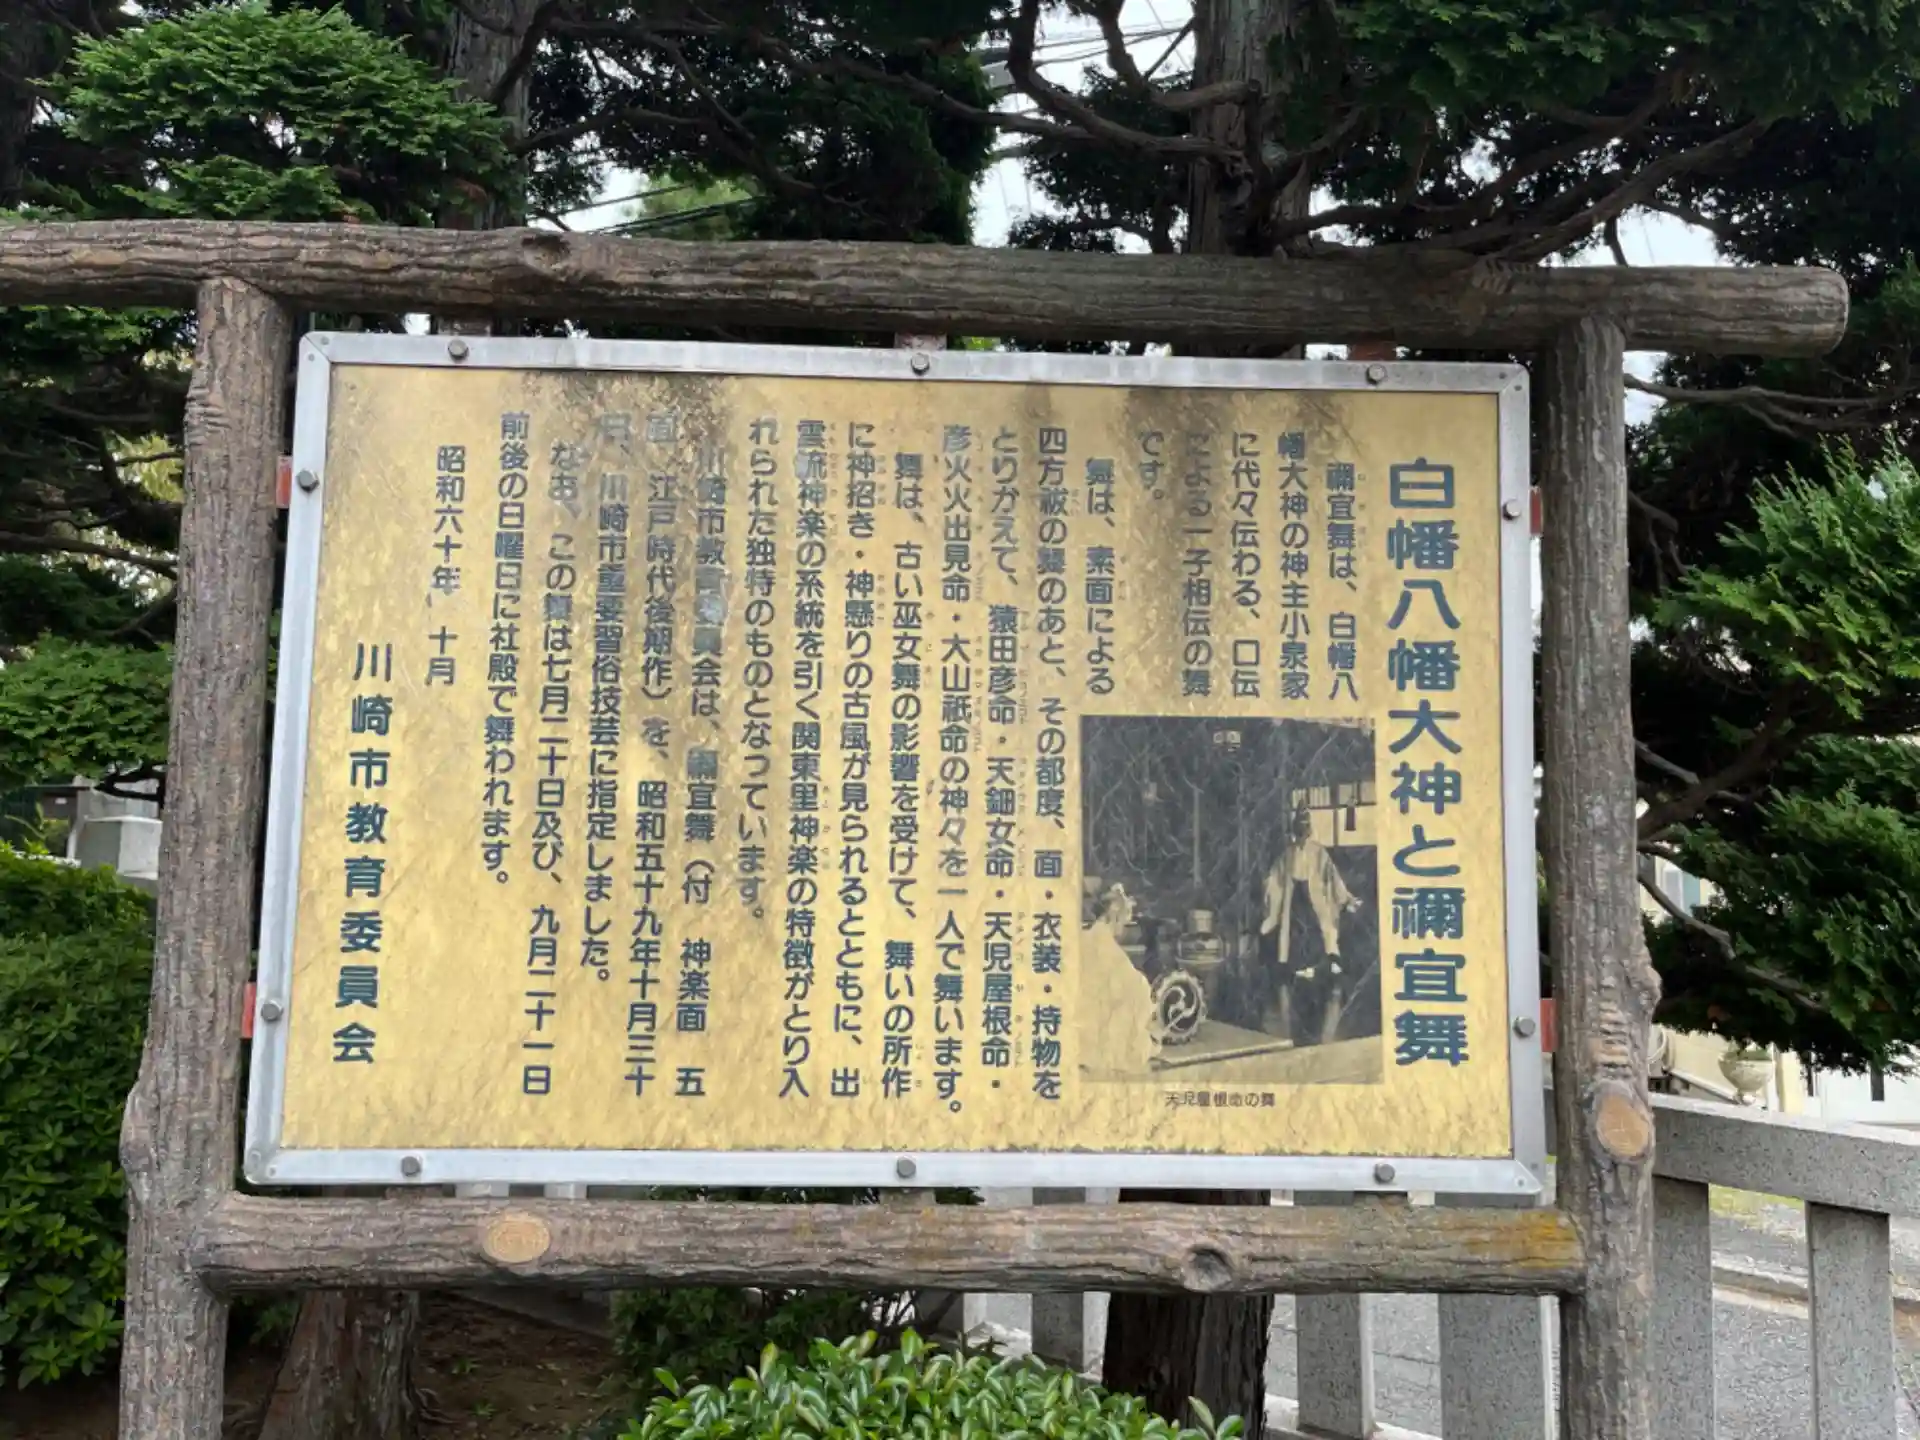 白幡八幡大神と禰宜舞
禰宜舞は、白幡八
幡大神の神主小泉家
に代々伝わる、口伝
による一子相伝の舞
です。
舞は、素面による
四方祓の舞のあと、その都度、面・衣装・持物を
とりかえて、猿田彦命・天鈿女命・天児屋根命・
彦火火出見命・大山祇命の神々を一人で舞います。
舞は、古い巫女舞の影響を受けて、舞いの所作
に神招き・神懸りの古風が見られるとともに、出
雲流神楽の系統を引く関東里神楽の特徴がとり入
れられた独特のものとなっています。
川崎市教育委員会は、禰宜舞（付 神楽面 五
面、江戸時代後期作）を、昭和五十九年十月三十
日、川崎市重要習俗技芸に指定しました。
なお、この舞は七月二十日及び、九月二十一日
前後の日曜日に社殿で舞われます。
昭和六十年 十月
川崎市教育委員会
天児屋根命の舞